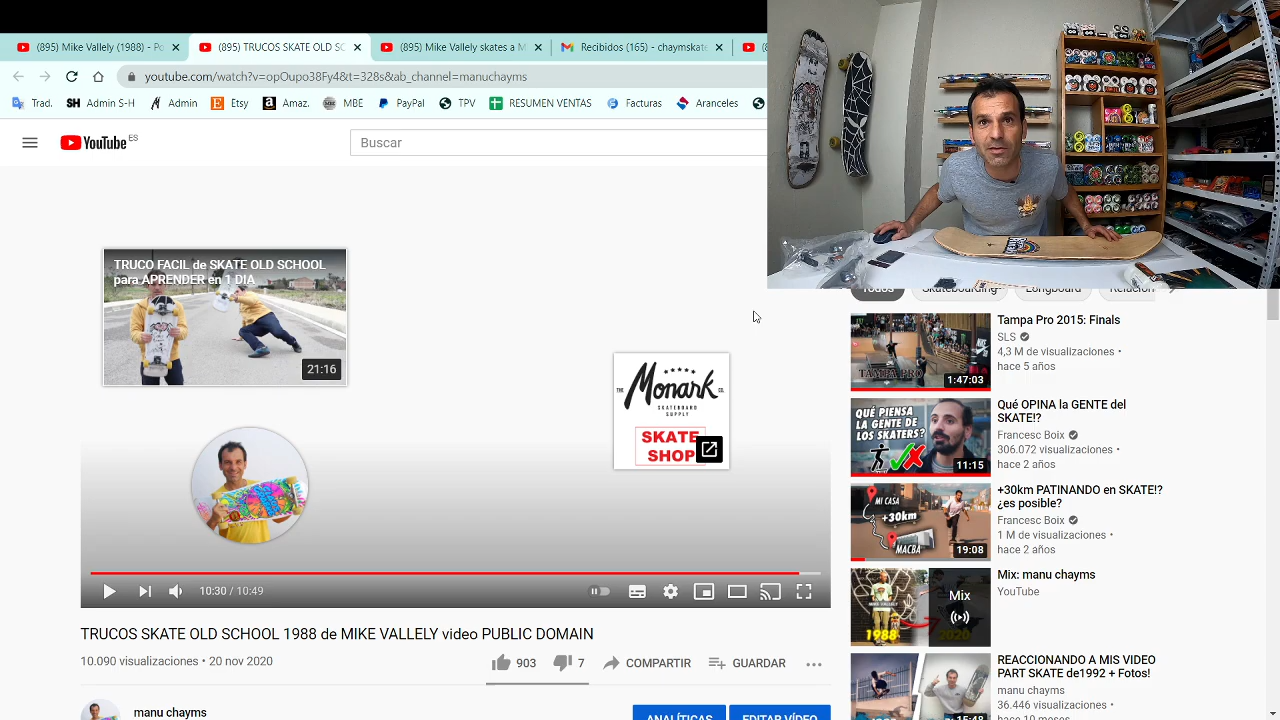 (895) Mike Vallely (1988) - Po
(895) TRUCOS SKATE OLD SC
(895) Mike Vallely skates a M
Recibidos (165) - chaymskate
(8
youtube.com/watch?v=opOupo38Fy4&t=328s&ab_channel=manuchayms
Trad.
SH Admin S-H
Admin
Etsy
Amaz.
MBE
PayPal
TPV
RESUMEN VENTAS
Facturas
Aranceles
YouTube ES
Buscar
TRUCO FACIL de SKATE OLD SCHOOL
para APRENDER en 1 DIA
21:16
THE Monark CO.
SKATEBOARD
SUPPLY
SKATE
SHOP
10:30 / 10:49
TRUCOS SKATE OLD SCHOOL 1988 de MIKE VALLELY video PUBLIC DOMAIN
10.090 visualizaciones • 20 nov 2020
903
7
COMPARTIR
GUARDAR
manu chayms
ANALÍTICAS
EDITAR VÍDEO
Todos
Skateboarding
Longboard
Relacion
TAMPA PRO
1:47:03
Tampa Pro 2015: Finals
SLS
4,3 M de visualizaciones •
hace 5 años
QUÉ PIENSA
LA GENTE DE
LOS SKATERS?
11:15
Qué OPINA la GENTE del
SKATE!?
Francesc Boix
306.072 visualizaciones •
hace 2 años
MI CASA
+30km
MACBA
19:08
+30km PATINANDO en SKATE!?
¿es posible?
Francesc Boix
1 M de visualizaciones •
hace 2 años
1988
2020
Mix
Mix: manu chayms
YouTube
15:48
REACCIONANDO A MIS VIDEO
PART SKATE de1992 + Fotos!
manu chayms
36.446 visualizaciones •
hace 10 meses